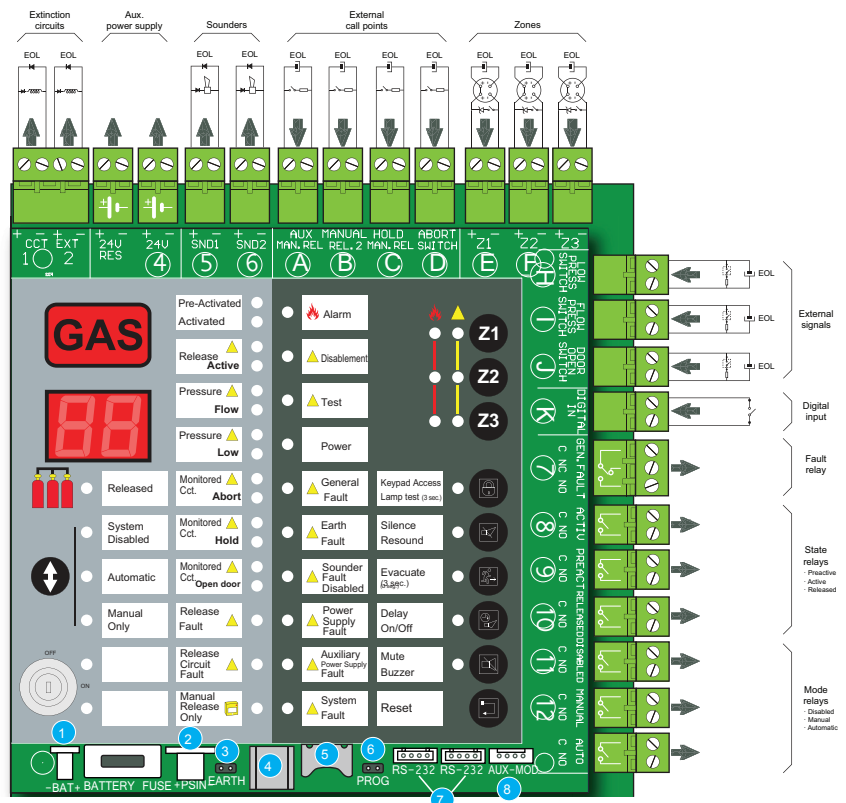 Extinction
circuits
Aux.
power supply
Sounders
External
call points
Zones
EOL
EOL
EOL
EOL
EOL
EOL
EOL
EOL
EOL
EOL
EOL
+ − + −
CCT EXT
1 2
24V
RES
24V
4
SND1
5
SND2
6
AUX
MAN.REL
A
MANUAL
REL.2
B
HOLD
MAN.REL
C
ABORT
SWITCH
D
+ −
Z1
E
+ −
Z2
F
+ −
Z3
LOW
PRESS
SWITCH
H
FLOW
PRESS
SWITCH
I
DOOR
OPEN
SWITCH
J
DIGITAL
IN
K
GEN.FAULT
C NC NO
7
ACTIV
C NO
8
PREACT
C NO
9
RELEASED
C NO
10
DISABLED
C NO
11
MANUAL
C NO
12
AUTO
C NO
EOL
EOL
EOL
External
signals
Digital
input
Fault
relay
State
relays
- Preactive
- Active
- Released
Mode
relays
- Disabled
- Manual
- Automatic
GAS
88
Released
System
Disabled
Automatic
Manual
Only
OFF
ON
Pre-Activated
Activated
Release
Active
Pressure
Flow
Pressure
Low
Monitored
Cct.
Abort
Monitored
Cct.
Hold
Monitored
Cct.
Open door
Release
Fault
Release
Circuit
Fault
Manual
Release
Only
Alarm
Disablement
Test
Power
General
Fault
Earth
Fault
Sounder
Fault
Disabled
Power
Supply
Fault
Auxiliary
Power Supply
Fault
System
Fault
Z1
Z2
Z3
Keypad Access
Lamp test (3 sec.)
Silence
Resound
Evacuate
(3 sec.)
Delay
On/Off
Mute
Buzzer
Reset
1
2
3
4
5
6
7
8
-BAT+
BATTERY FUSE
+PSIN
EARTH
PROG
RS-232
RS-232
AUX-MOD